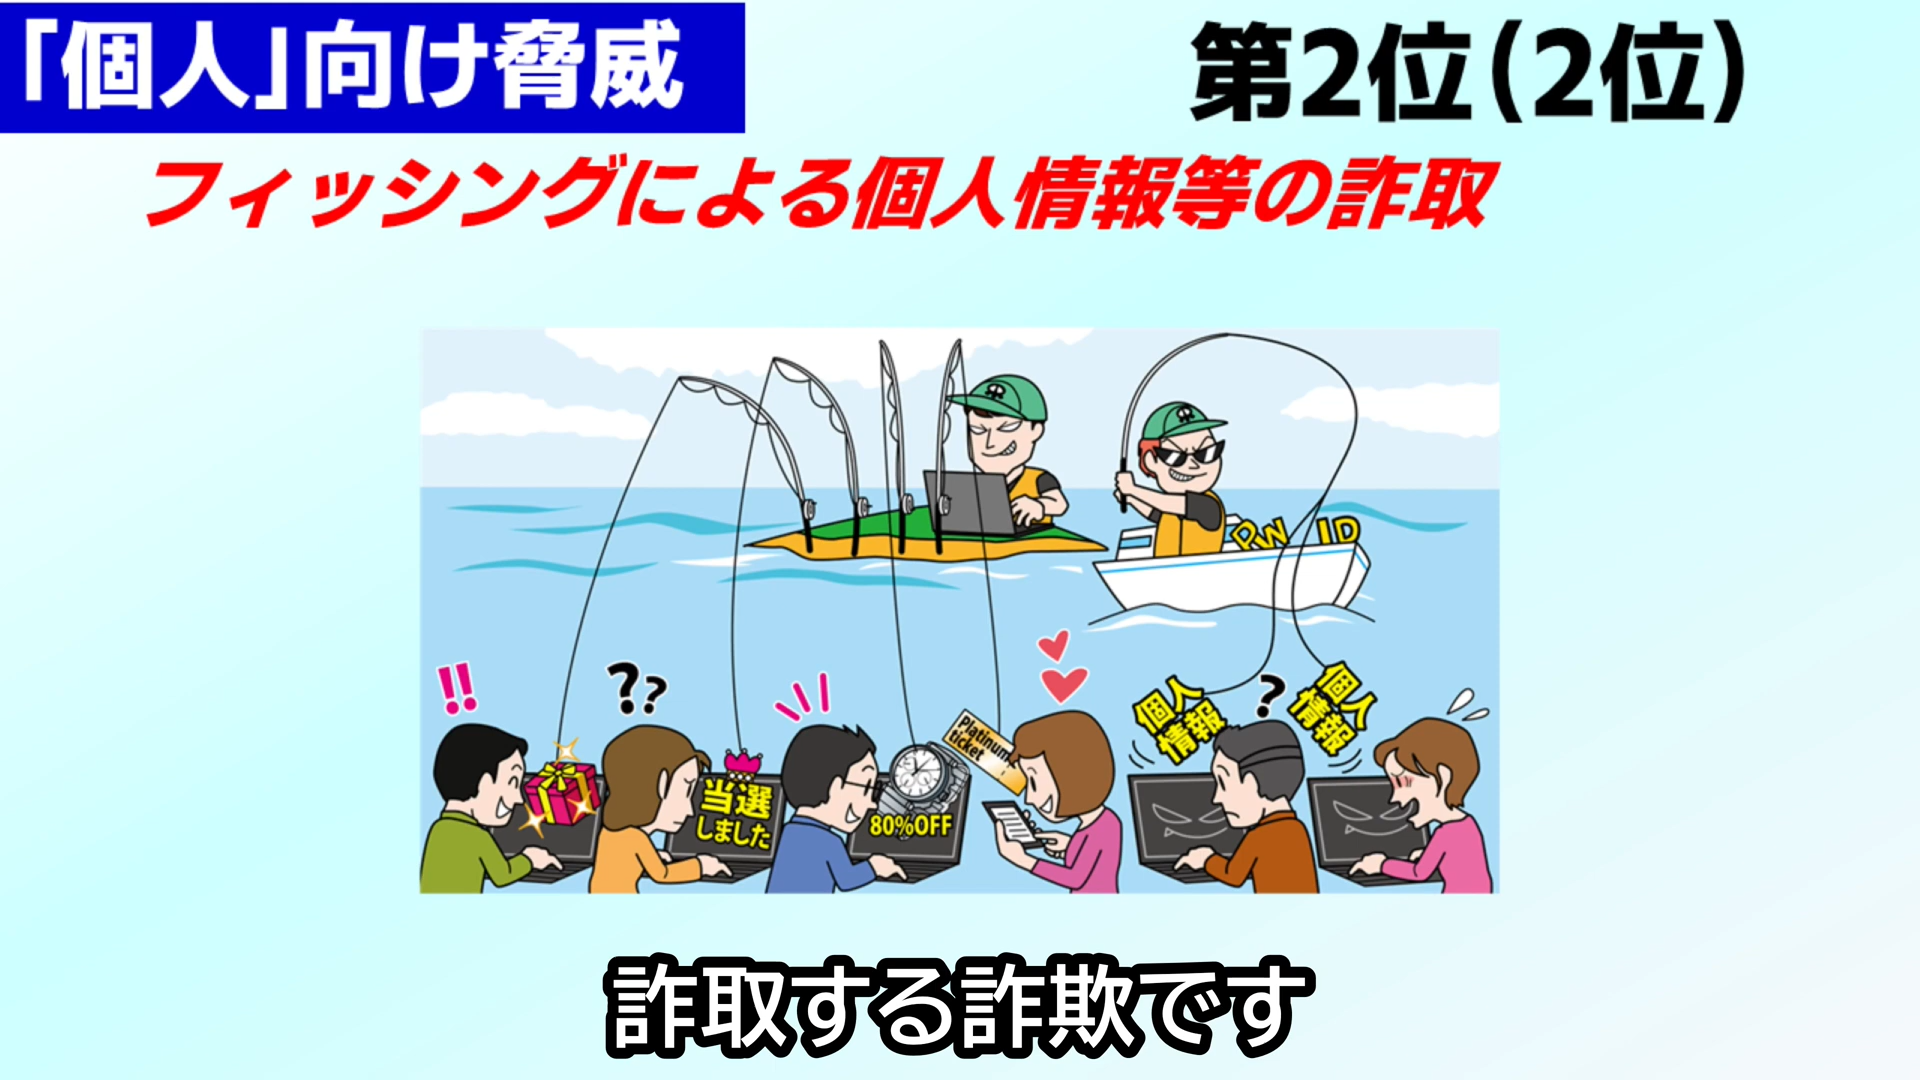 「個人」向け脅威
第2位(2位)
フィッシングによる個人情報等の詐取
PW ID
個人
情報
個人
情報
Platinum
ticket
当選
しました
80%OFF
!!
??
?
詐取する詐欺です